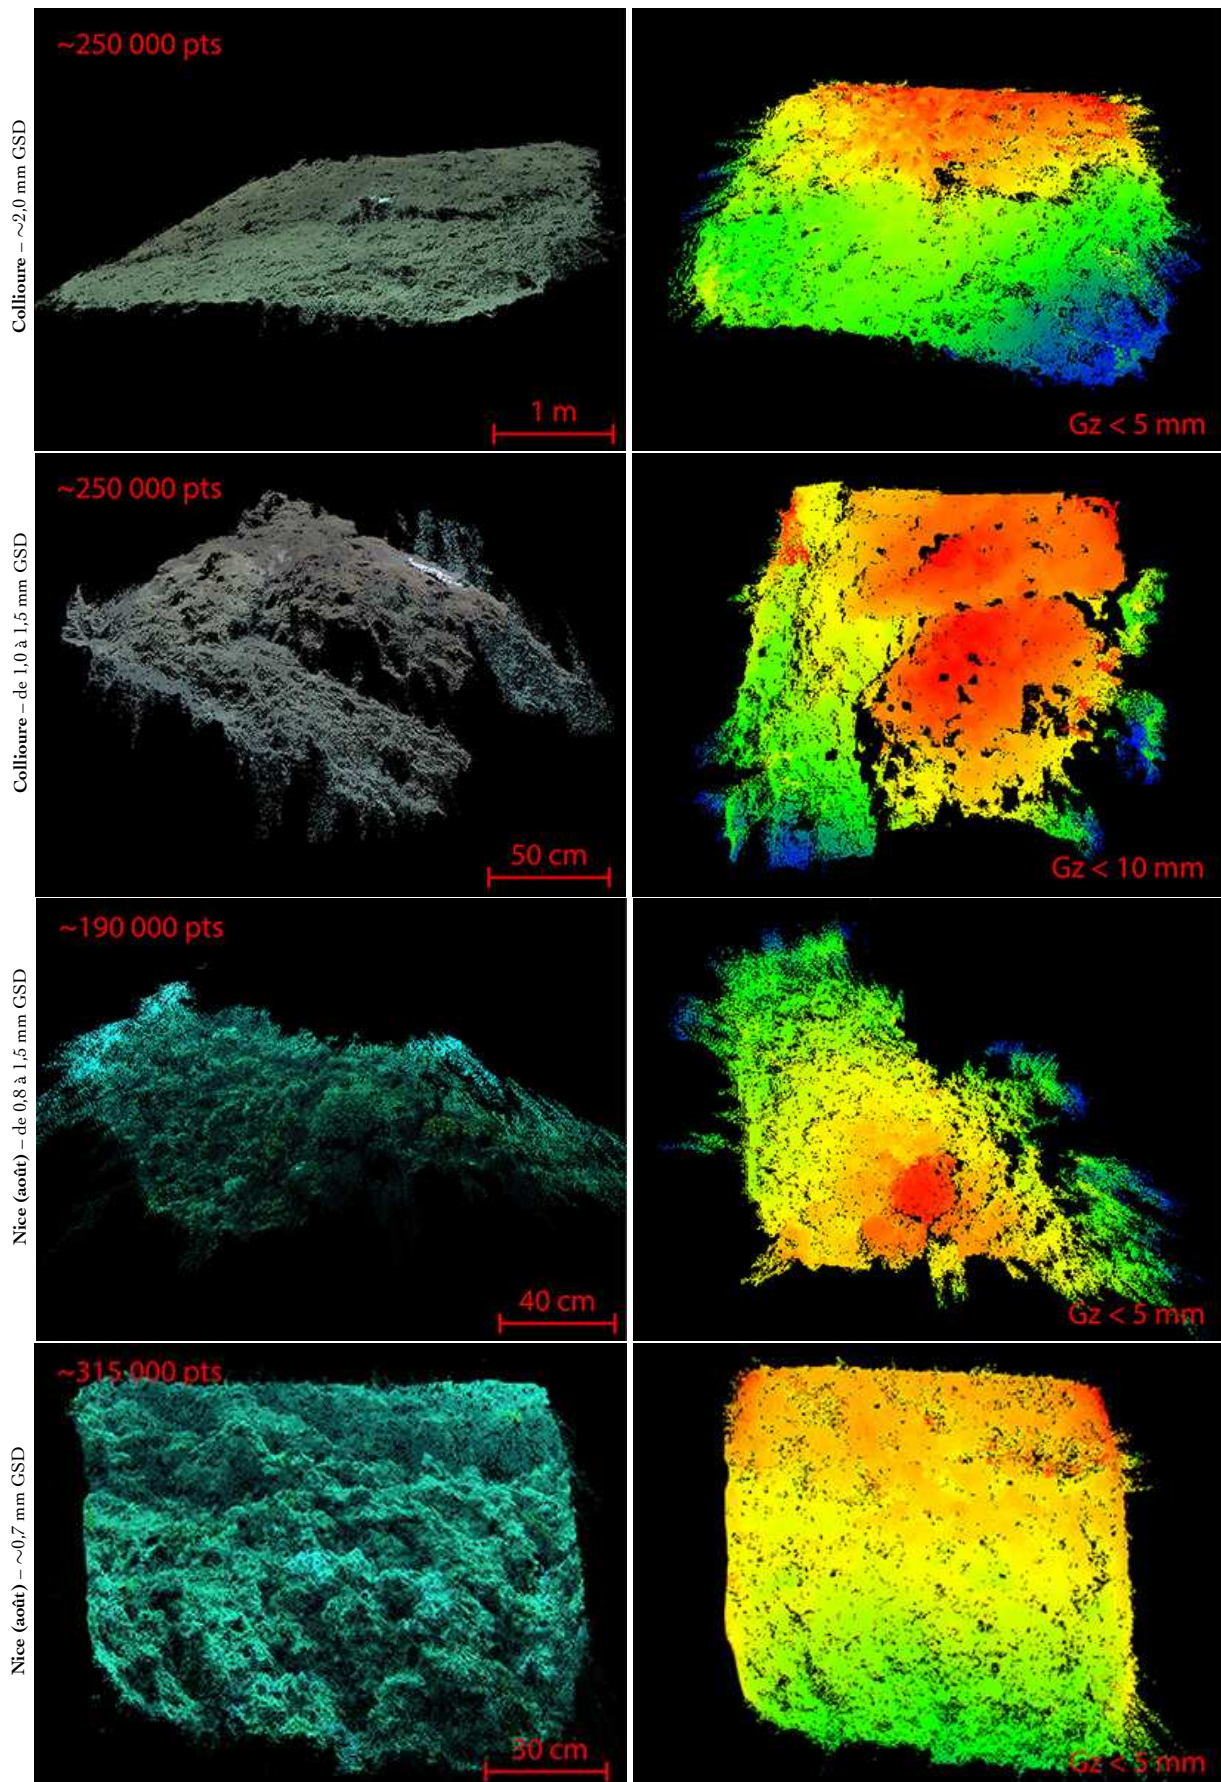 Collioure – ~2,0 mm GSD
~250 000 pts
1 m
Gz < 5 mm
Collioure – de 1,0 à 1,5 mm GSD
~250 000 pts
50 cm
Gz < 10 mm
Nice (août) – de 0,8 à 1,5 mm GSD
~190 000 pts
40 cm
Gz < 5 mm
Nice (août) – ~0,7 mm GSD
~315 000 pts
30 cm
Gz < 5 mm